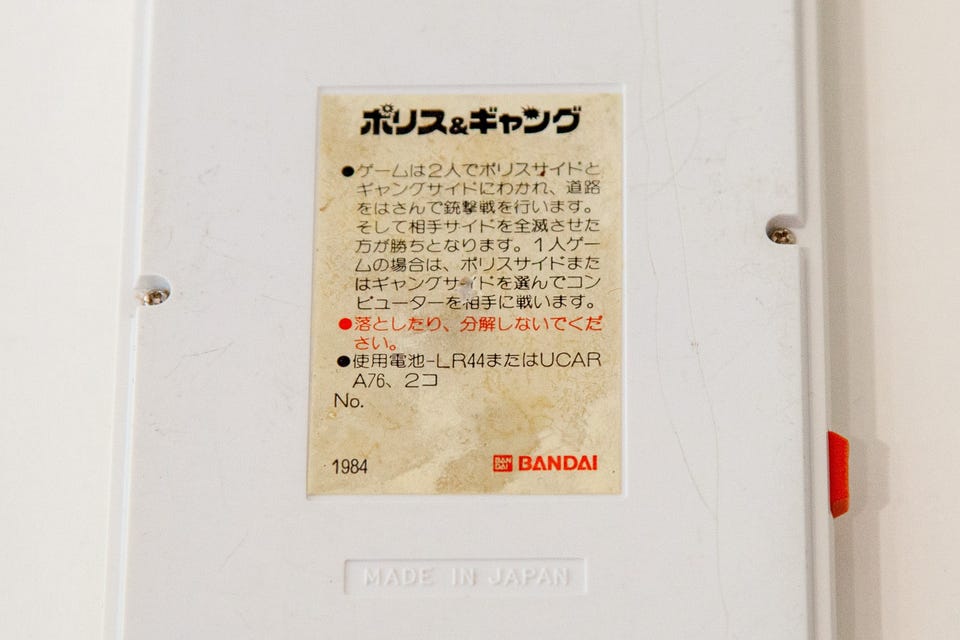 ポリス&ギャング
●ゲームは2人でポリスサイドと
ギャングサイドにわかれ、道路
をはさんで銃撃戦を行います。
そして相手サイドを全滅させた
方が勝ちとなります。1人ゲー
ムの場合は、ポリスサイドまた
はギャングサイドを選んでコン
ピューターを相手に戦います。
●落としたり、分解しないでくだ
さい。
●使用電池-LR44またはUCAR
A76、2コ
No.
1984
BAN
DAI
BANDAI
MADE IN JAPAN